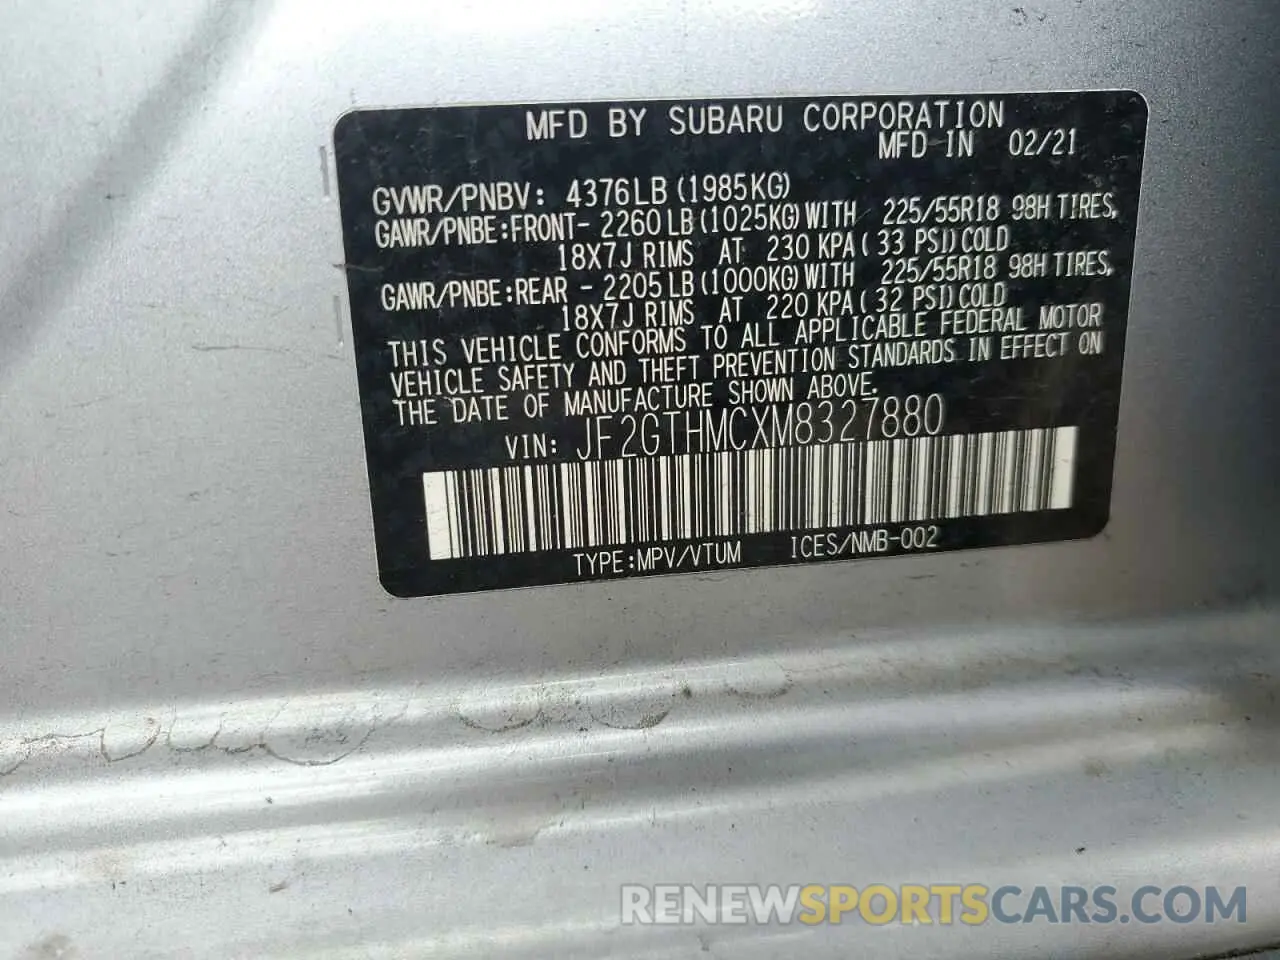 MFD BY SUBARU CORPORATION
MFD IN 02/21
GVWR/PNBV: 4376LB (1985KG)
GAWR/PNBE:FRONT- 2260 LB (1025KG) WITH 225/55R18 98H TIRES,
18X7J RIMS AT 230 KPA ( 33 PSI) COLD
GAWR/PNBE:REAR - 2205 LB (1000KG) WITH 225/55R18 98H TIRES,
18X7J RIMS AT 220 KPA ( 32 PSI) COLD
THIS VEHICLE CONFORMS TO ALL APPLICABLE FEDERAL MOTOR
VEHICLE SAFETY AND THEFT PREVENTION STANDARDS IN EFFECT ON
THE DATE OF MANUFACTURE SHOWN ABOVE.
VIN: JF2GTHMCXM8327880
TYPE:MPV/VTUM ICES/NMB-002
RENEWSPORTSCARS.COM